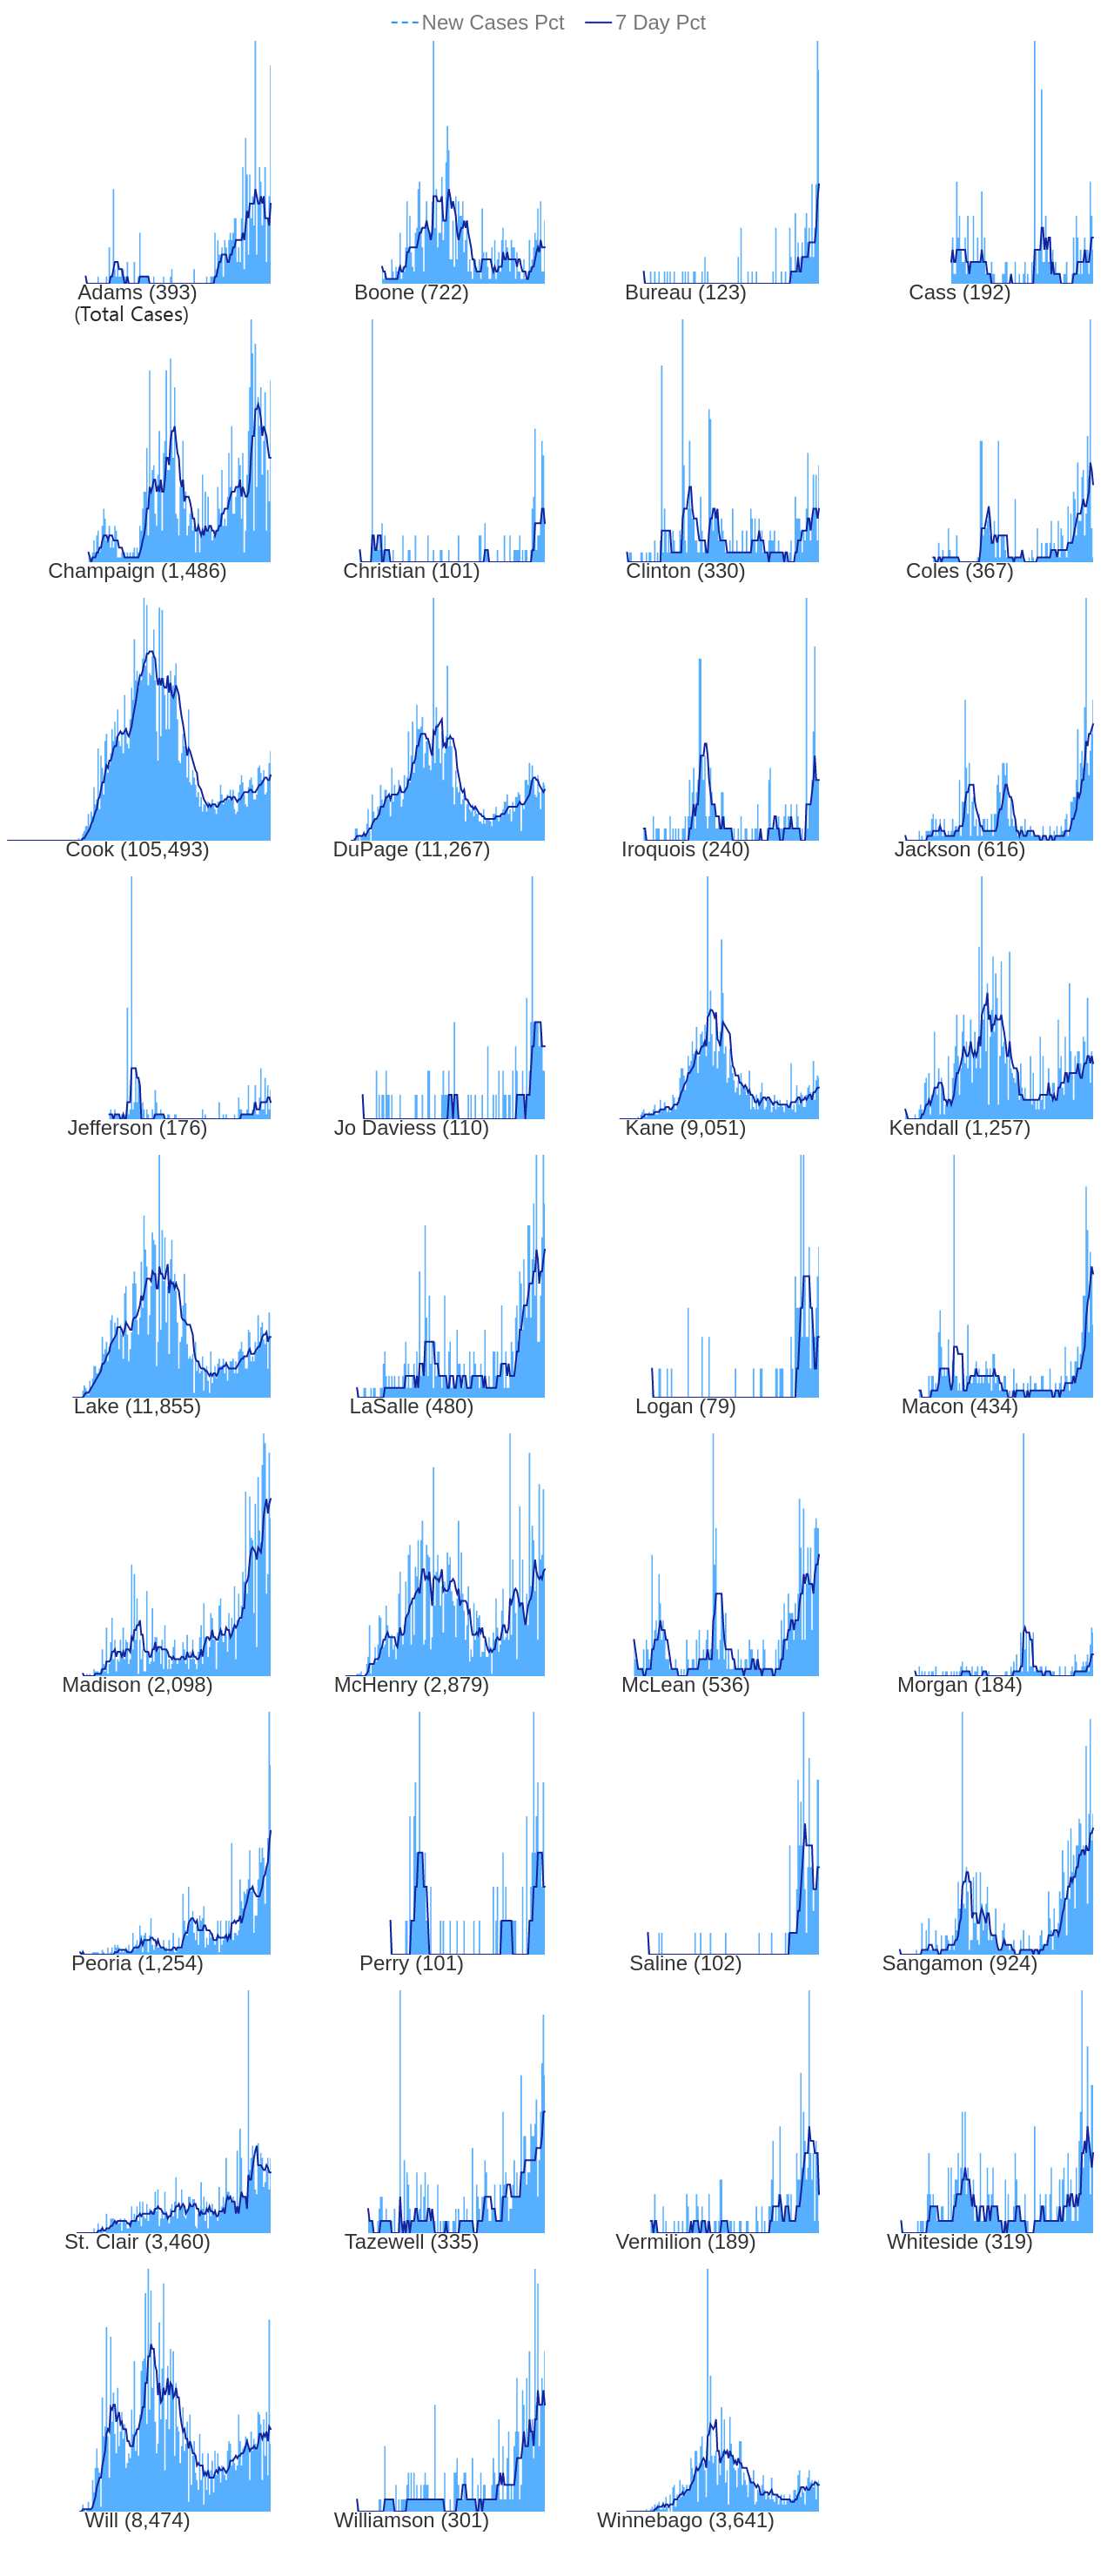 New Cases Pct 7 Day Pct
Adams (393) Boone (722) Bureau (123) Cass (192)
(Total Cases)
Champaign (1,486) Christian (101) Clinton (330) Coles (367)
Cook (105,493) DuPage (11,267) Iroquois (240) Jackson (616)
Jefferson (176) Jo Daviess (110) Kane (9,051) Kendall (1,257)
Lake (11,855) LaSalle (480) Logan (79) Macon (434)
Madison (2,098) McHenry (2,879) McLean (536) Morgan (184)
Peoria (1,254) Perry (101) Saline (102) Sangamon (924)
St. Clair (3,460) Tazewell (335) Vermilion (189) Whiteside (319)
Will (8,474) Williamson (301) Winnebago (3,641)